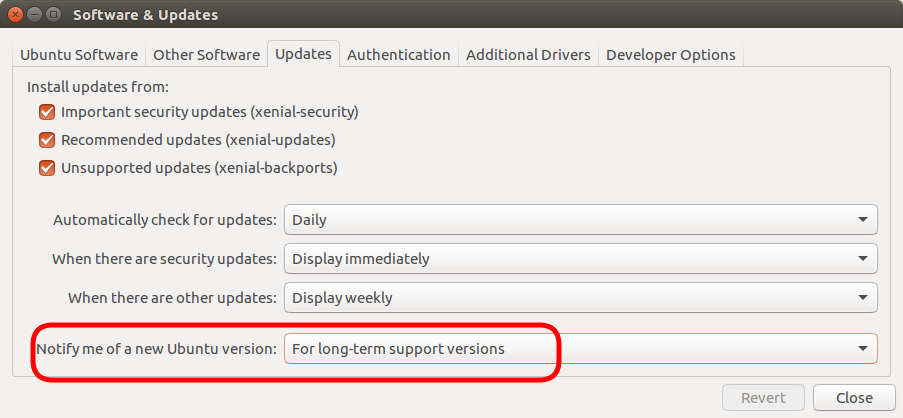 Software & Updates
Ubuntu Software Other Software Updates Authentication Additional Drivers Developer Options
Install updates from:
Important security updates (xenial-security)
Recommended updates (xenial-updates)
Unsupported updates (xenial-backports)
Automatically check for updates: Daily
When there are security updates: Display immediately
When there are other updates: Display weekly
Notify me of a new Ubuntu version: For long-term support versions
Revert Close